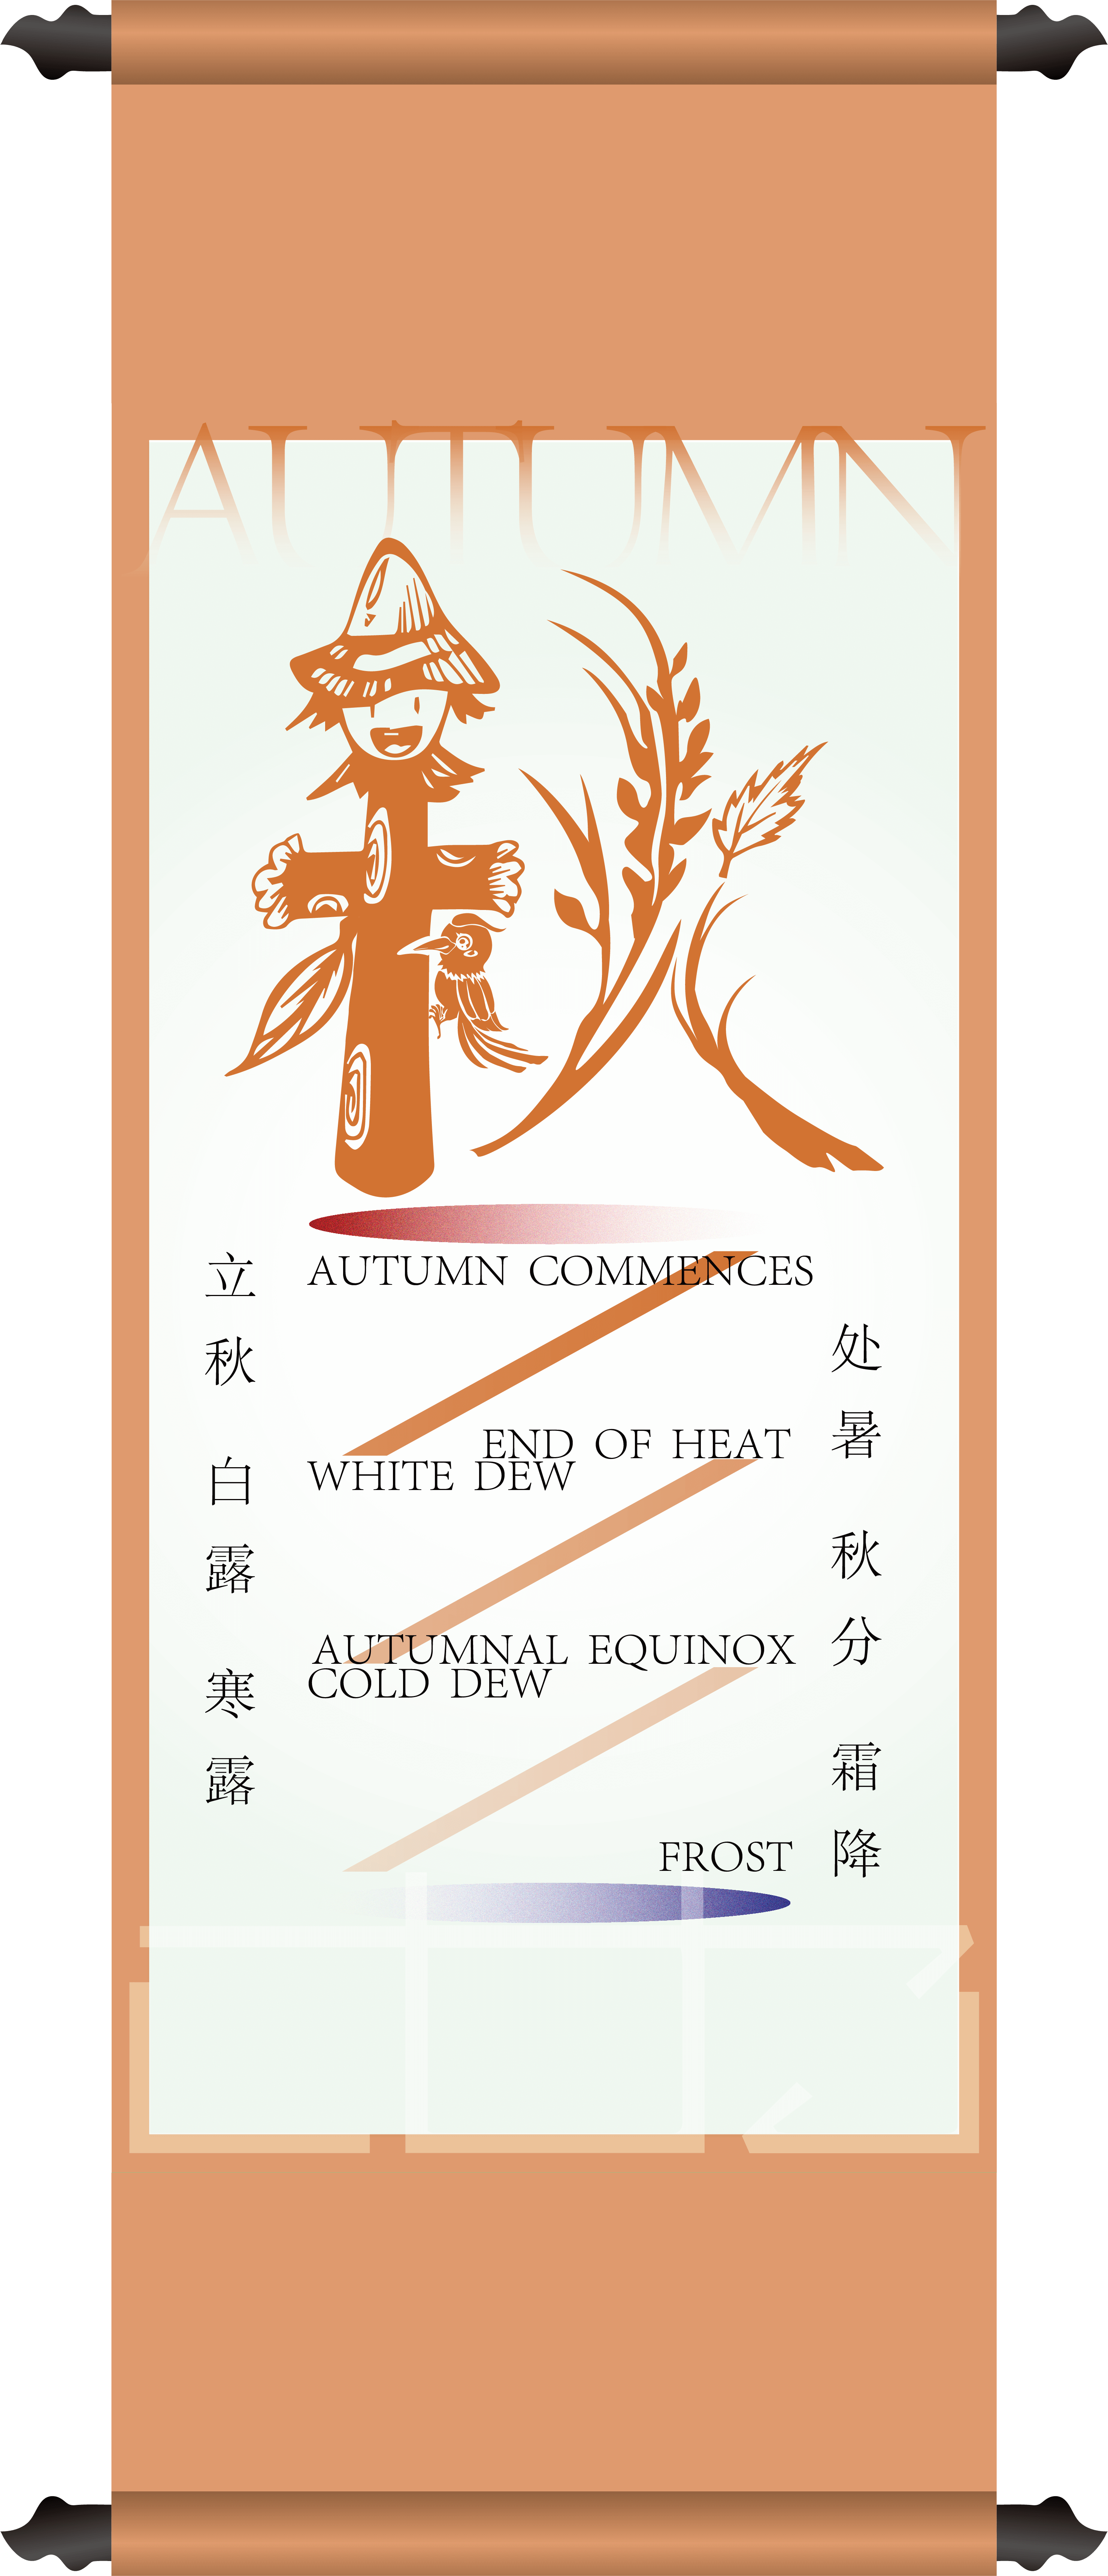 AUTUMN
秋
立秋
AUTUMN COMMENCES
处暑
END OF HEAT
白露
WHITE DEW
秋分
AUTUMNAL EQUINOX
寒露
COLD DEW
霜降
FROST